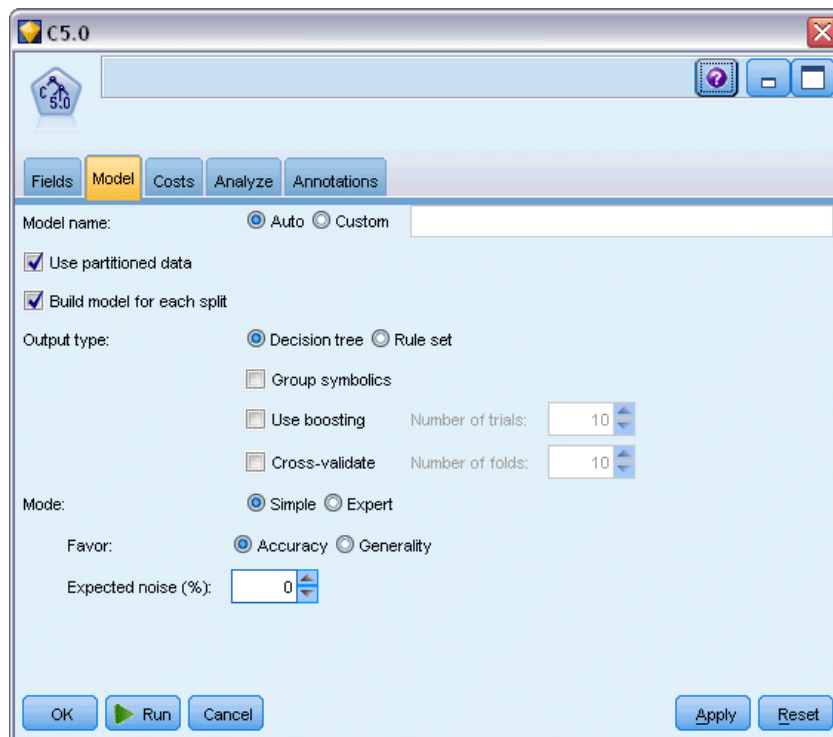 C5.0
C 5.0
Fields Model Costs Analyze Annotations
Model name: Auto Custom
Use partitioned data
Build model for each split
Output type: Decision tree Rule set
Group symbolics
Use boosting Number of trials: 10
Cross-validate Number of folds: 10
Mode: Simple Expert
Favor: Accuracy Generality
Expected noise (%): 0
OK Run Cancel Apply Reset